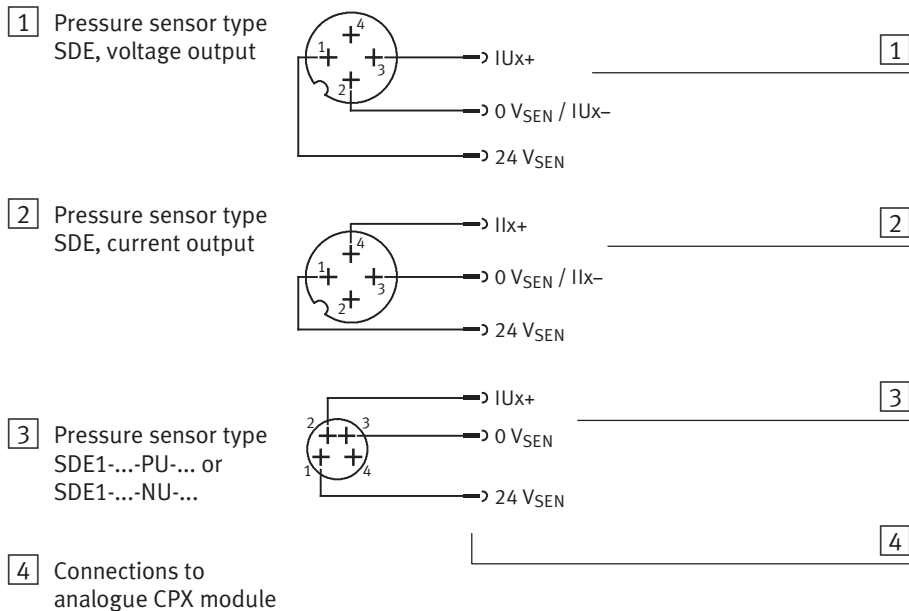 1 Pressure sensor type
SDE, voltage output
4
1
3
2
IUx+
0 VSEN / IUx–
24 VSEN
1
2 Pressure sensor type
SDE, current output
4
1
3
2
IIx+
0 VSEN / IIx–
24 VSEN
2
3 Pressure sensor type
SDE1-...-PU-... or
SDE1-...-NU-...
2 3
1 4
IUx+
0 VSEN
24 VSEN
3
4 Connections to
analogue CPX module
4